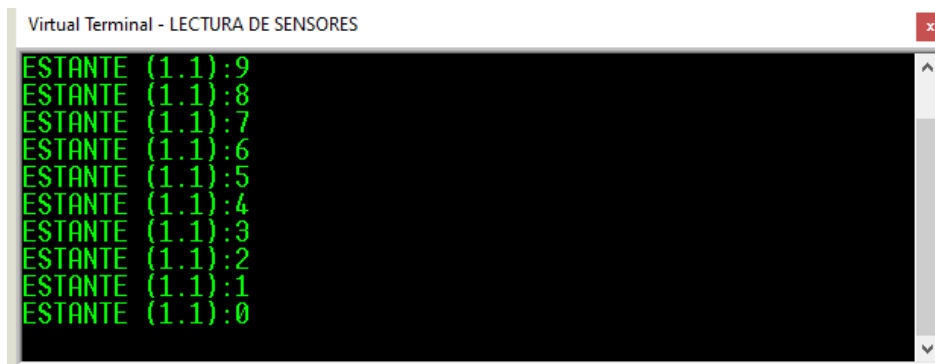 Virtual Terminal - LECTURA DE SENSORES
x
ESTANTE (1.1):9
ESTANTE (1.1):8
ESTANTE (1.1):7
ESTANTE (1.1):6
ESTANTE (1.1):5
ESTANTE (1.1):4
ESTANTE (1.1):3
ESTANTE (1.1):2
ESTANTE (1.1):1
ESTANTE (1.1):0